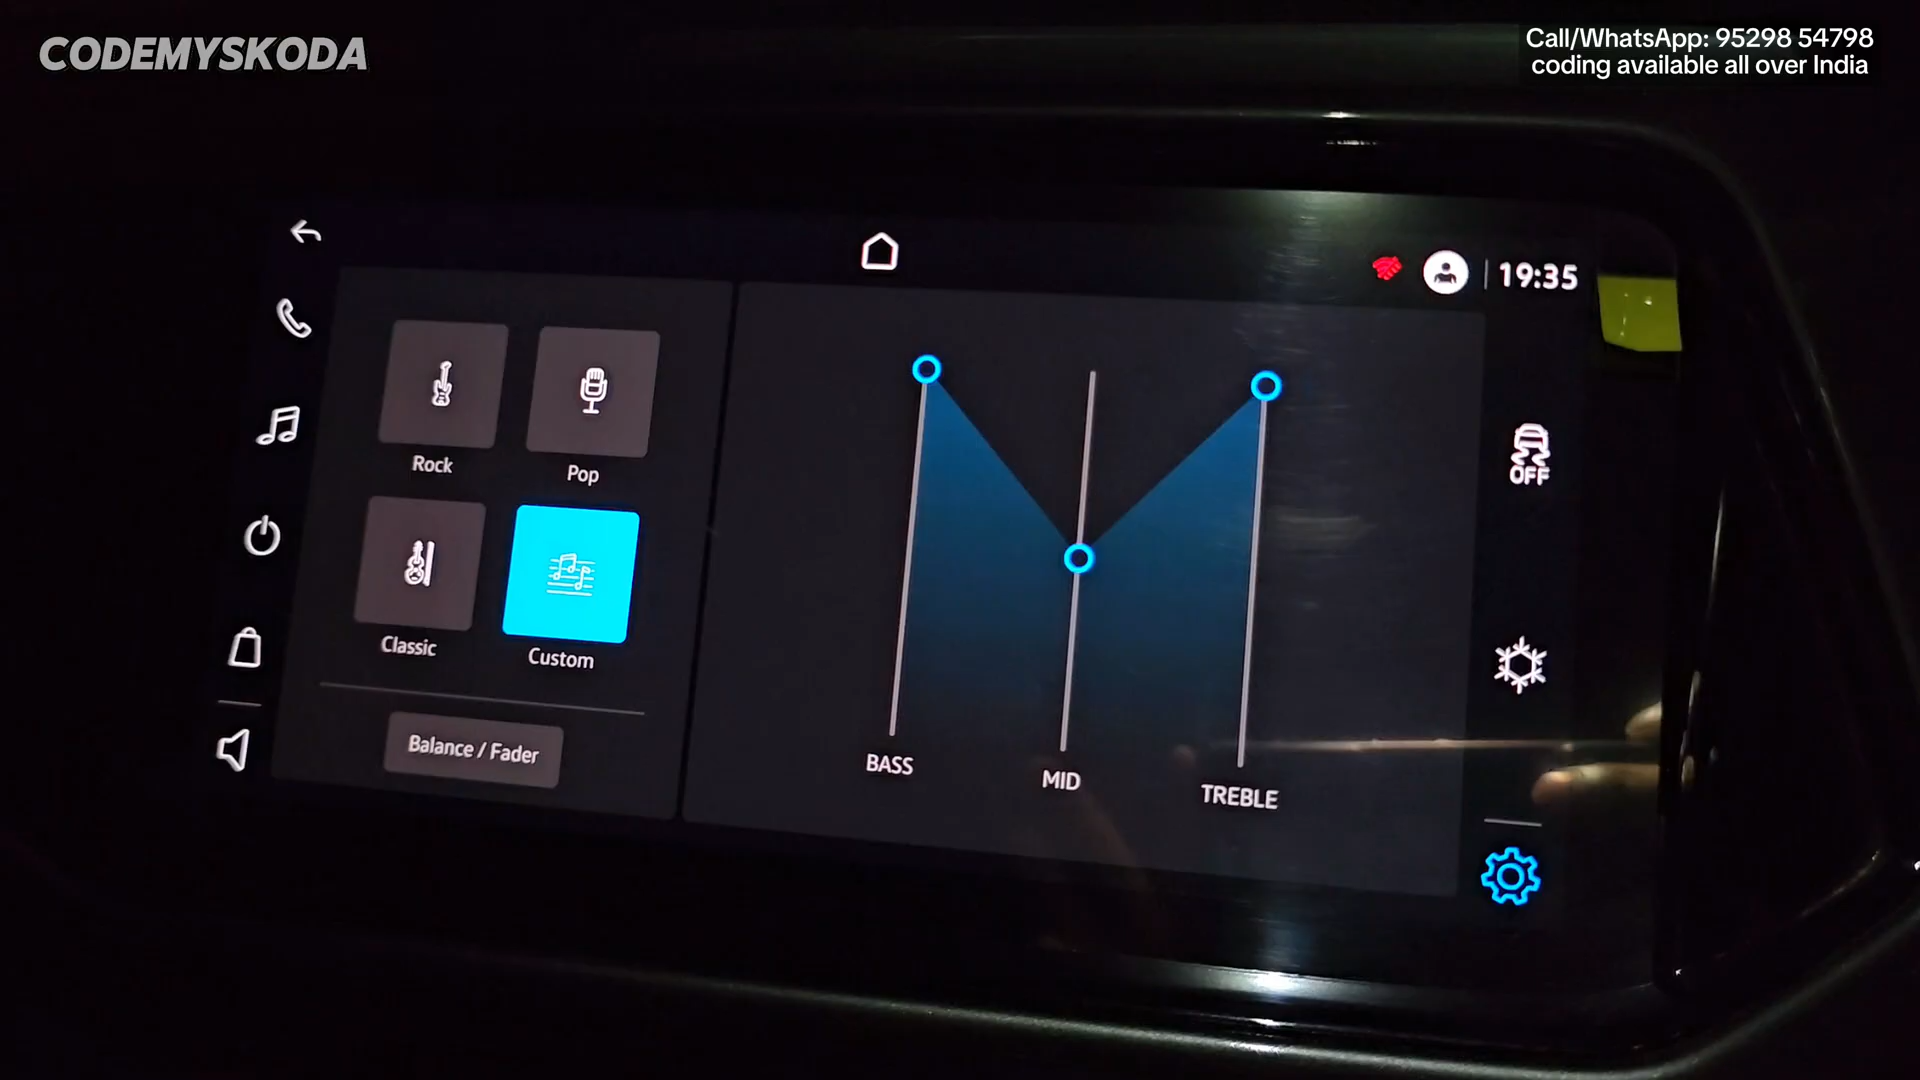 CODEMYSKODA
Call/WhatsApp: 95298 54798
coding available all over India
19:35
Rock
Pop
OFF
Classic
Custom
Balance / Fader
BASS
MID
TREBLE